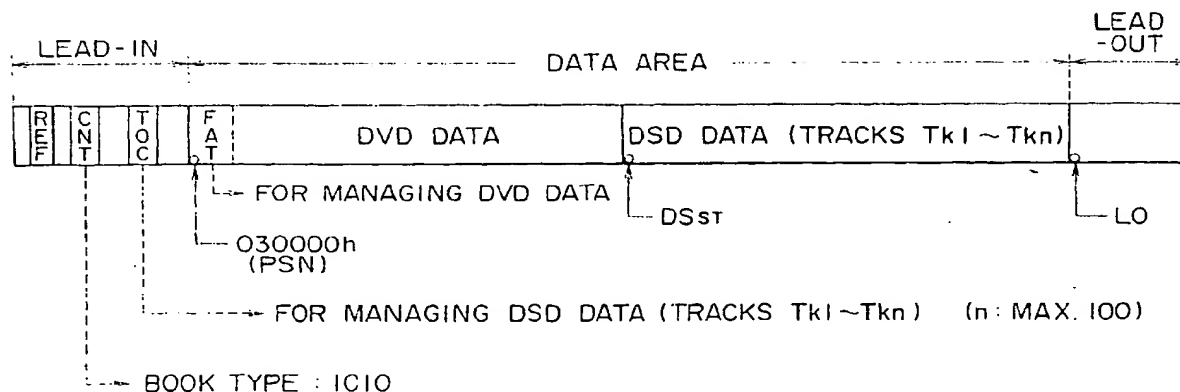 LEAD-IN
DATA AREA
LEAD
-OUT
REF
CNT
TOC
FAT
DVD DATA
DSD DATA (TRACKS Tk1~Tkn)
FOR MANAGING DVD DATA
DSST
LO
030000h
(PSN)
FOR MANAGING DSD DATA (TRACKS Tk1~Tkn) (n: MAX. 100)
BOOK TYPE : 1C10